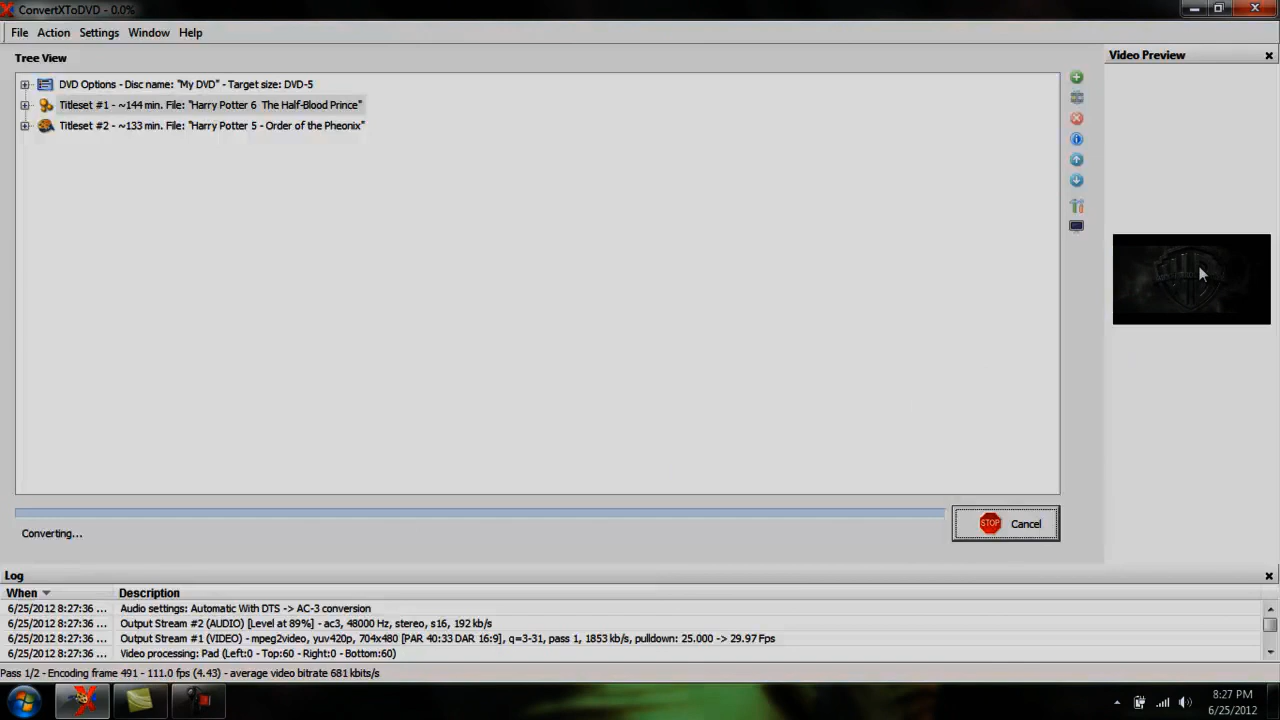 ConvertXToDVD - 0.0%
File Action Settings Window Help
Tree View
Video Preview
DVD Options - Disc name: "My DVD" - Target size: DVD-5
Titleset #1 - ~144 min. File: "Harry Potter 6  The Half-Blood Prince"
Titleset #2 - ~133 min. File: "Harry Potter 5 - Order of the Pheonix"
STOP Cancel
Converting...
Log
When Description
6/25/2012 8:27:36 ... Audio settings: Automatic With DTS -> AC-3 conversion
6/25/2012 8:27:36 ... Output Stream #2 (AUDIO) [Level at 89%] - ac3, 48000 Hz, stereo, s16, 192 kb/s
6/25/2012 8:27:36 ... Output Stream #1 (VIDEO) - mpeg2video, yuv420p, 704x480 [PAR 40:33 DAR 16:9], q=3-31, pass 1, 1853 kb/s, pulldown: 25.000 -> 29.97 fps
6/25/2012 8:27:36 ... Video processing: Pad (Left:0 - Top:60 - Right:0 - Bottom:60)
Pass 1/2 - Encoding frame 491 - 111.0 fps (4.43) - average video bitrate 681 kbits/s
8:27 PM
6/25/2012